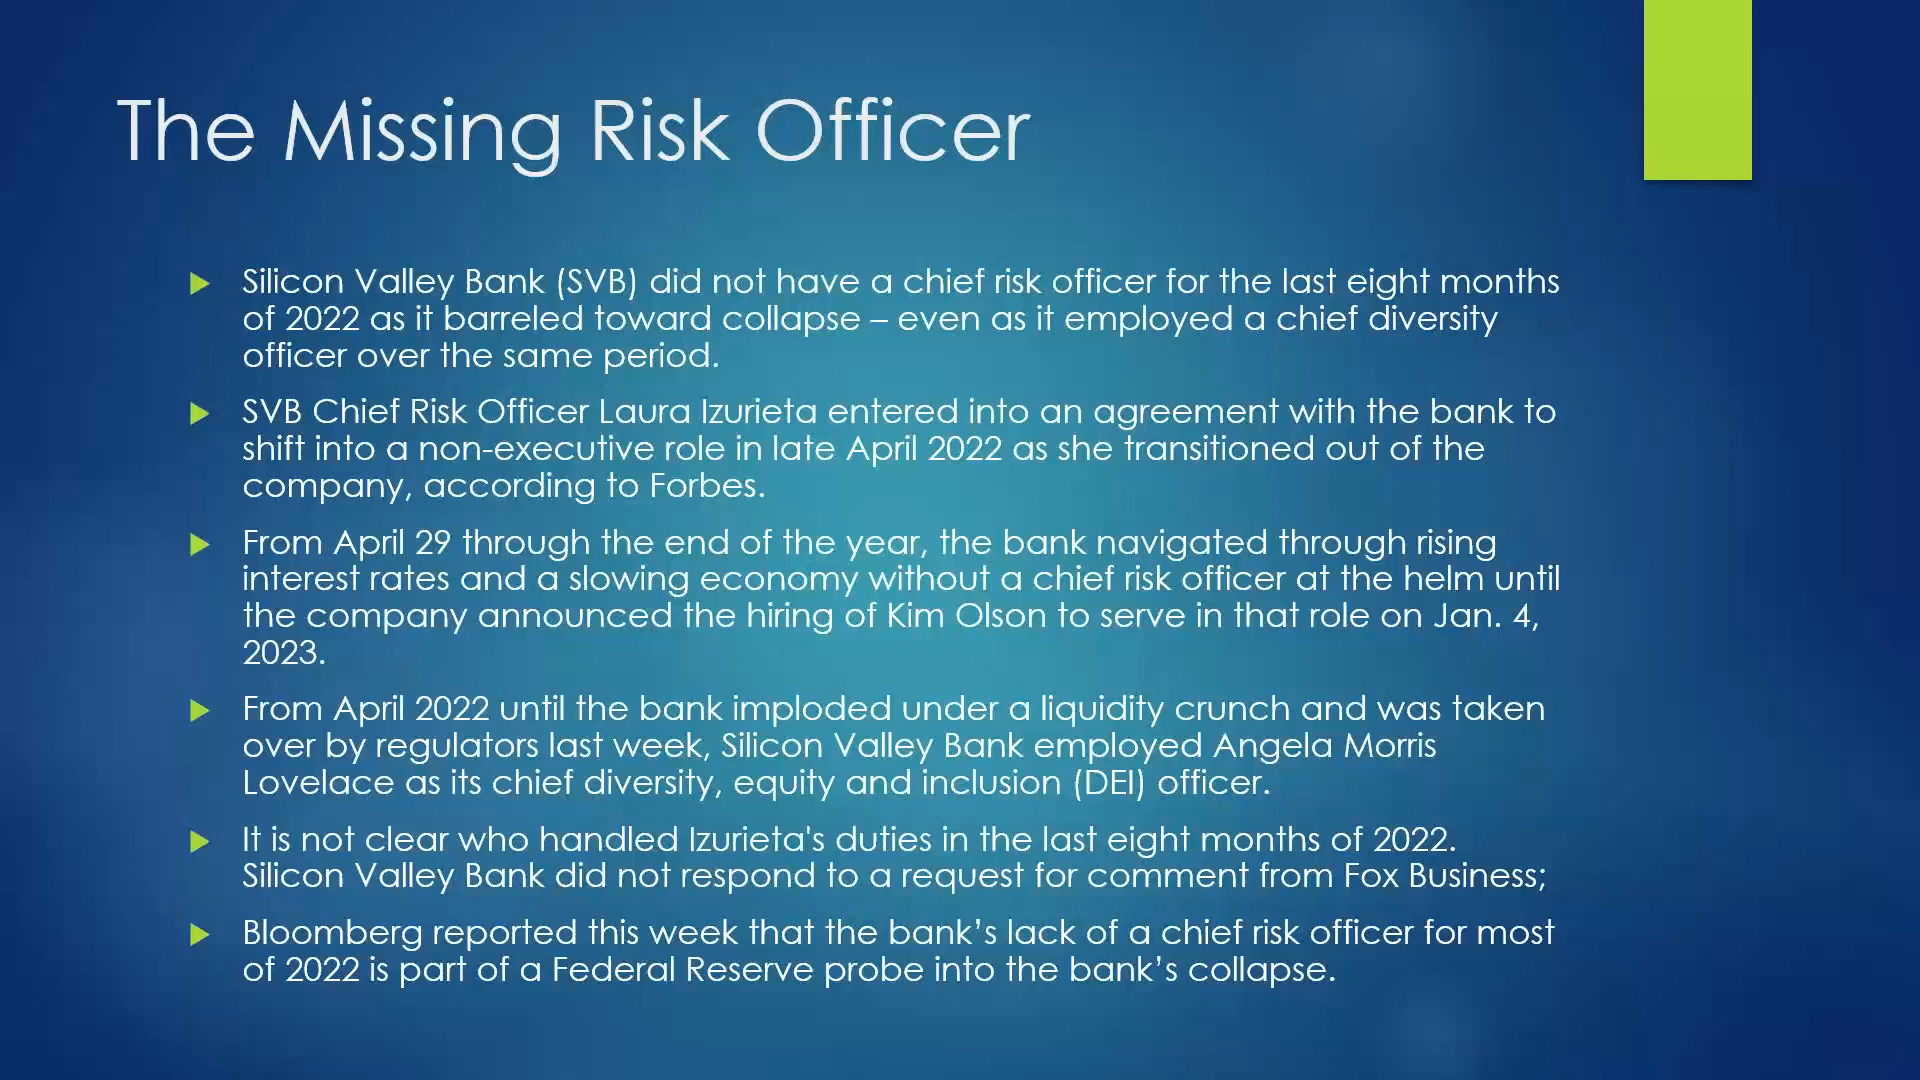 The Missing Risk Officer
Silicon Valley Bank (SVB) did not have a chief risk officer for the last eight months
of 2022 as it barreled toward collapse – even as it employed a chief diversity
officer over the same period.
SVB Chief Risk Officer Laura Izurieta entered into an agreement with the bank to
shift into a non-executive role in late April 2022 as she transitioned out of the
company, according to Forbes.
From April 29 through the end of the year, the bank navigated through rising
interest rates and a slowing economy without a chief risk officer at the helm until
the company announced the hiring of Kim Olson to serve in that role on Jan. 4,
2023.
From April 2022 until the bank imploded under a liquidity crunch and was taken
over by regulators last week, Silicon Valley Bank employed Angela Morris
Lovelace as its chief diversity, equity and inclusion (DEI) officer.
It is not clear who handled Izurieta's duties in the last eight months of 2022.
Silicon Valley Bank did not respond to a request for comment from Fox Business;
Bloomberg reported this week that the bank’s lack of a chief risk officer for most
of 2022 is part of a Federal Reserve probe into the bank’s collapse.